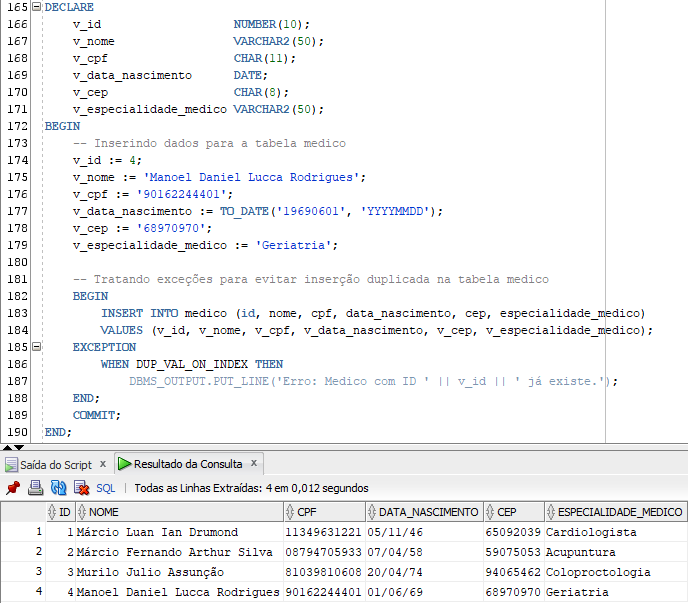 165 DECLARE
166 v_id NUMBER(10);
167 v_nome VARCHAR2(50);
168 v_cpf CHAR(11);
169 v_data_nascimento DATE;
170 v_cep CHAR(8);
171 v_especialidade_medico VARCHAR2(50);
172 BEGIN
173 -- Inserindo dados para a tabela medico
174 v_id := 4;
175 v_nome := 'Manoel Daniel Lucca Rodrigues';
176 v_cpf := '90162244401';
177 v_data_nascimento := TO_DATE('19690601', 'YYYYMMDD');
178 v_cep := '68970970';
179 v_especialidade_medico := 'Geriatria';
180
181 -- Tratando exceções para evitar inserção duplicada na tabela medico
182 BEGIN
183 INSERT INTO medico (id, nome, cpf, data_nascimento, cep, especialidade_medico)
184 VALUES (v_id, v_nome, v_cpf, v_data_nascimento, v_cep, v_especialidade_medico);
185 EXCEPTION
186 WHEN DUP_VAL_ON_INDEX THEN
187 DBMS_OUTPUT.PUT_LINE('Erro: Medico com ID ' || v_id || ' já existe.');
188 END;
189 COMMIT;
190 END;
Saída do Script x Resultado da Consulta x
SQL | Todas as Linhas Extraídas: 4 em 0,012 segundos
ID NOME CPF DATA_NASCIMENTO CEP ESPECIALIDADE_MEDICO
1 1 Márcio Luan Ian Drumond 11349631221 05/11/46 65092039 Cardiologista
2 2 Márcio Fernando Arthur Silva 08794705933 07/04/58 59075053 Acupuntura
3 3 Murilo Julio Assunção 81039810608 20/04/74 94065462 Coloproctologia
4 4 Manoel Daniel Lucca Rodrigues 90162244401 01/06/69 68970970 Geriatria